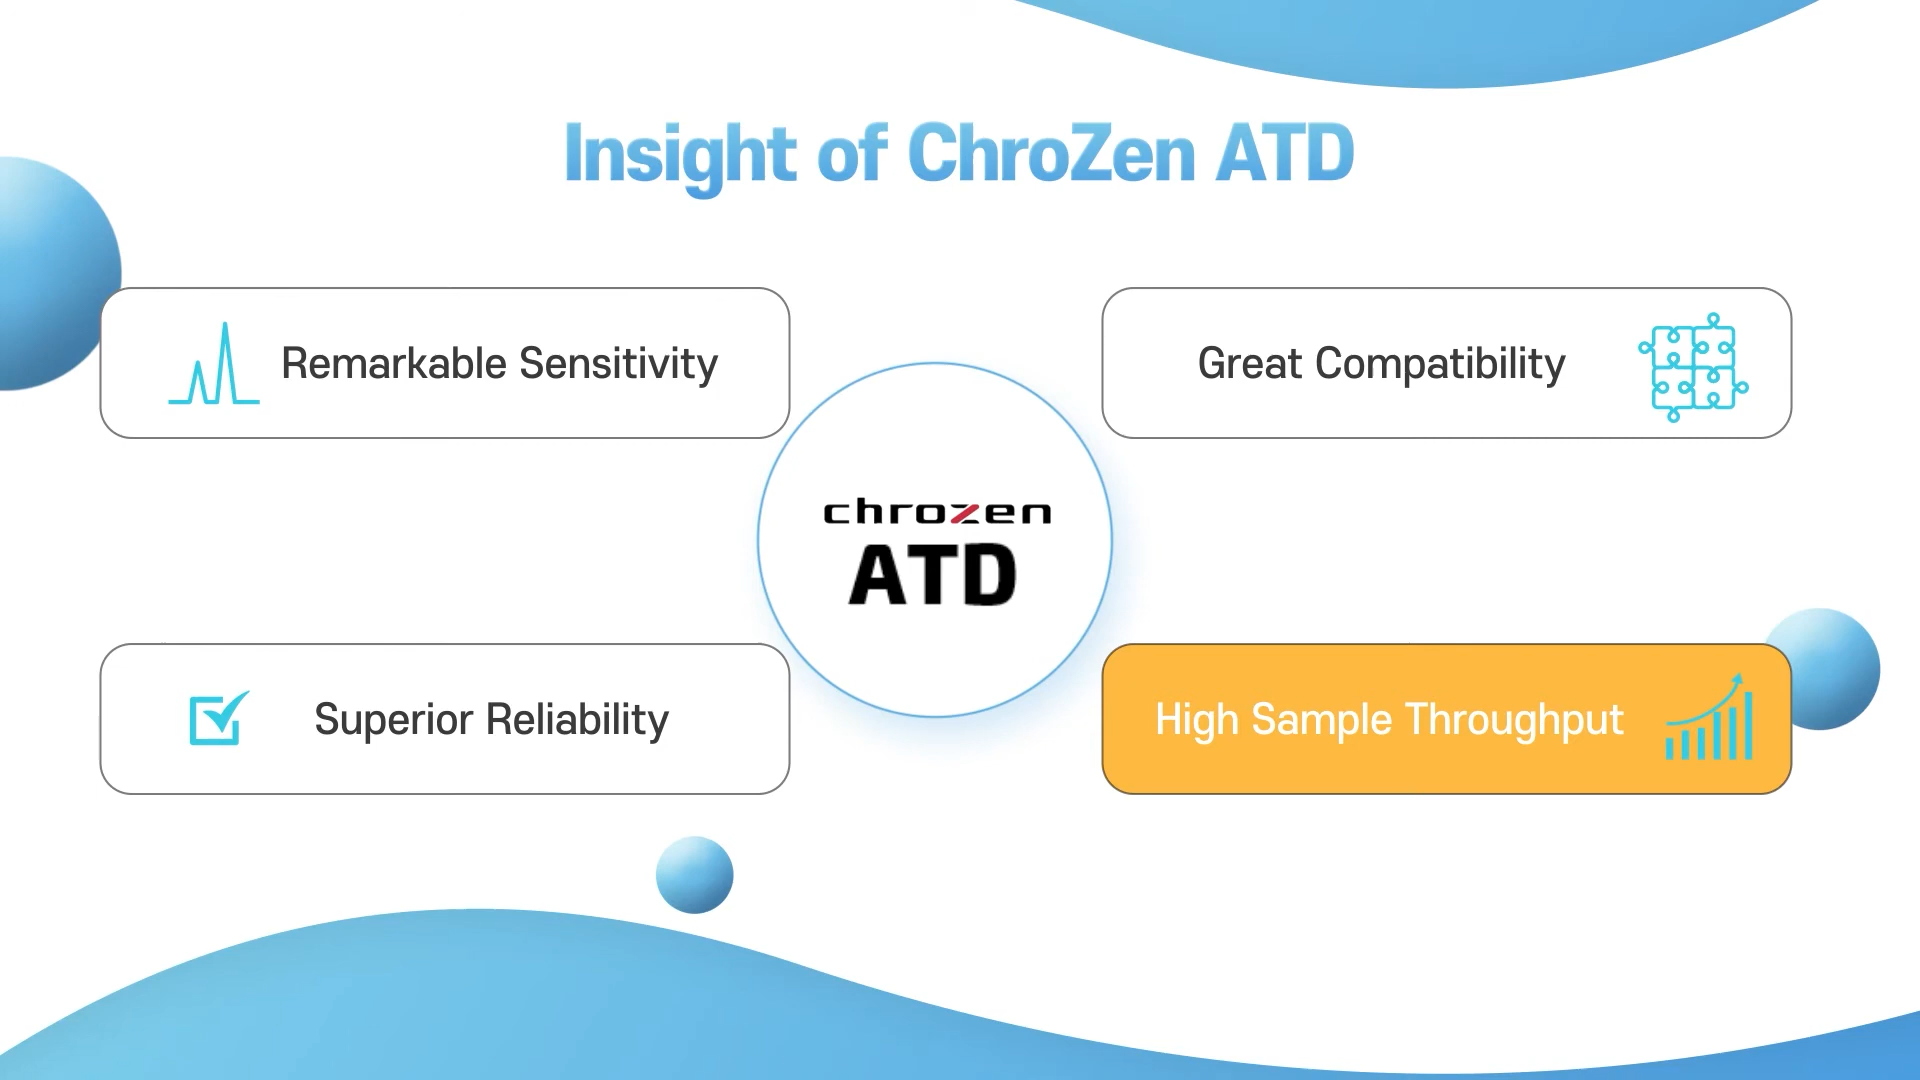 Insight of ChroZen ATD
Remarkable Sensitivity
Great Compatibility
chrozen
ATD
Superior Reliability
High Sample Throughput